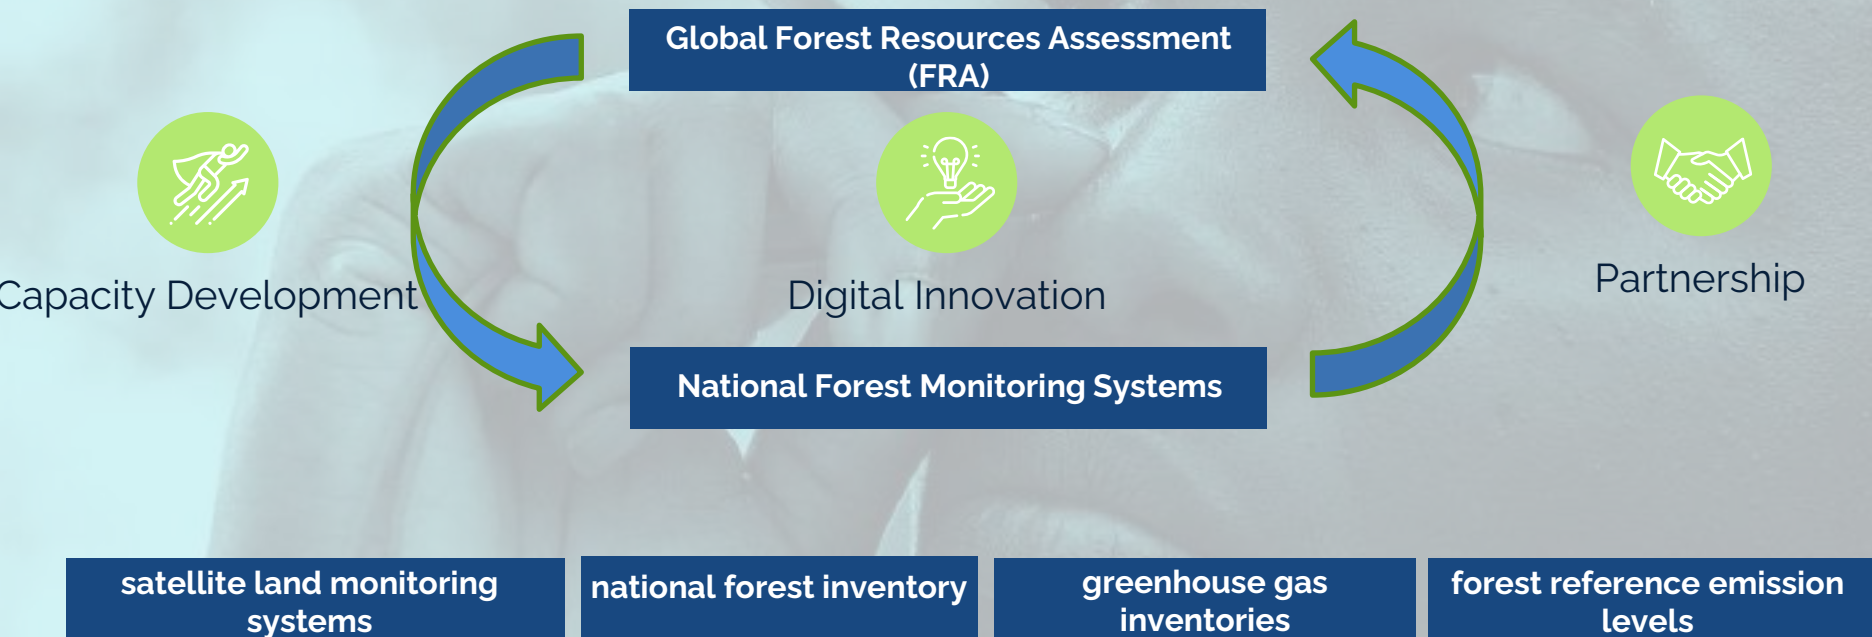 Global Forest Resources Assessment
(FRA)
Capacity Development
Digital Innovation
Partnership
National Forest Monitoring Systems
satellite land monitoring
systems
national forest inventory
greenhouse gas
inventories
forest reference emission
levels